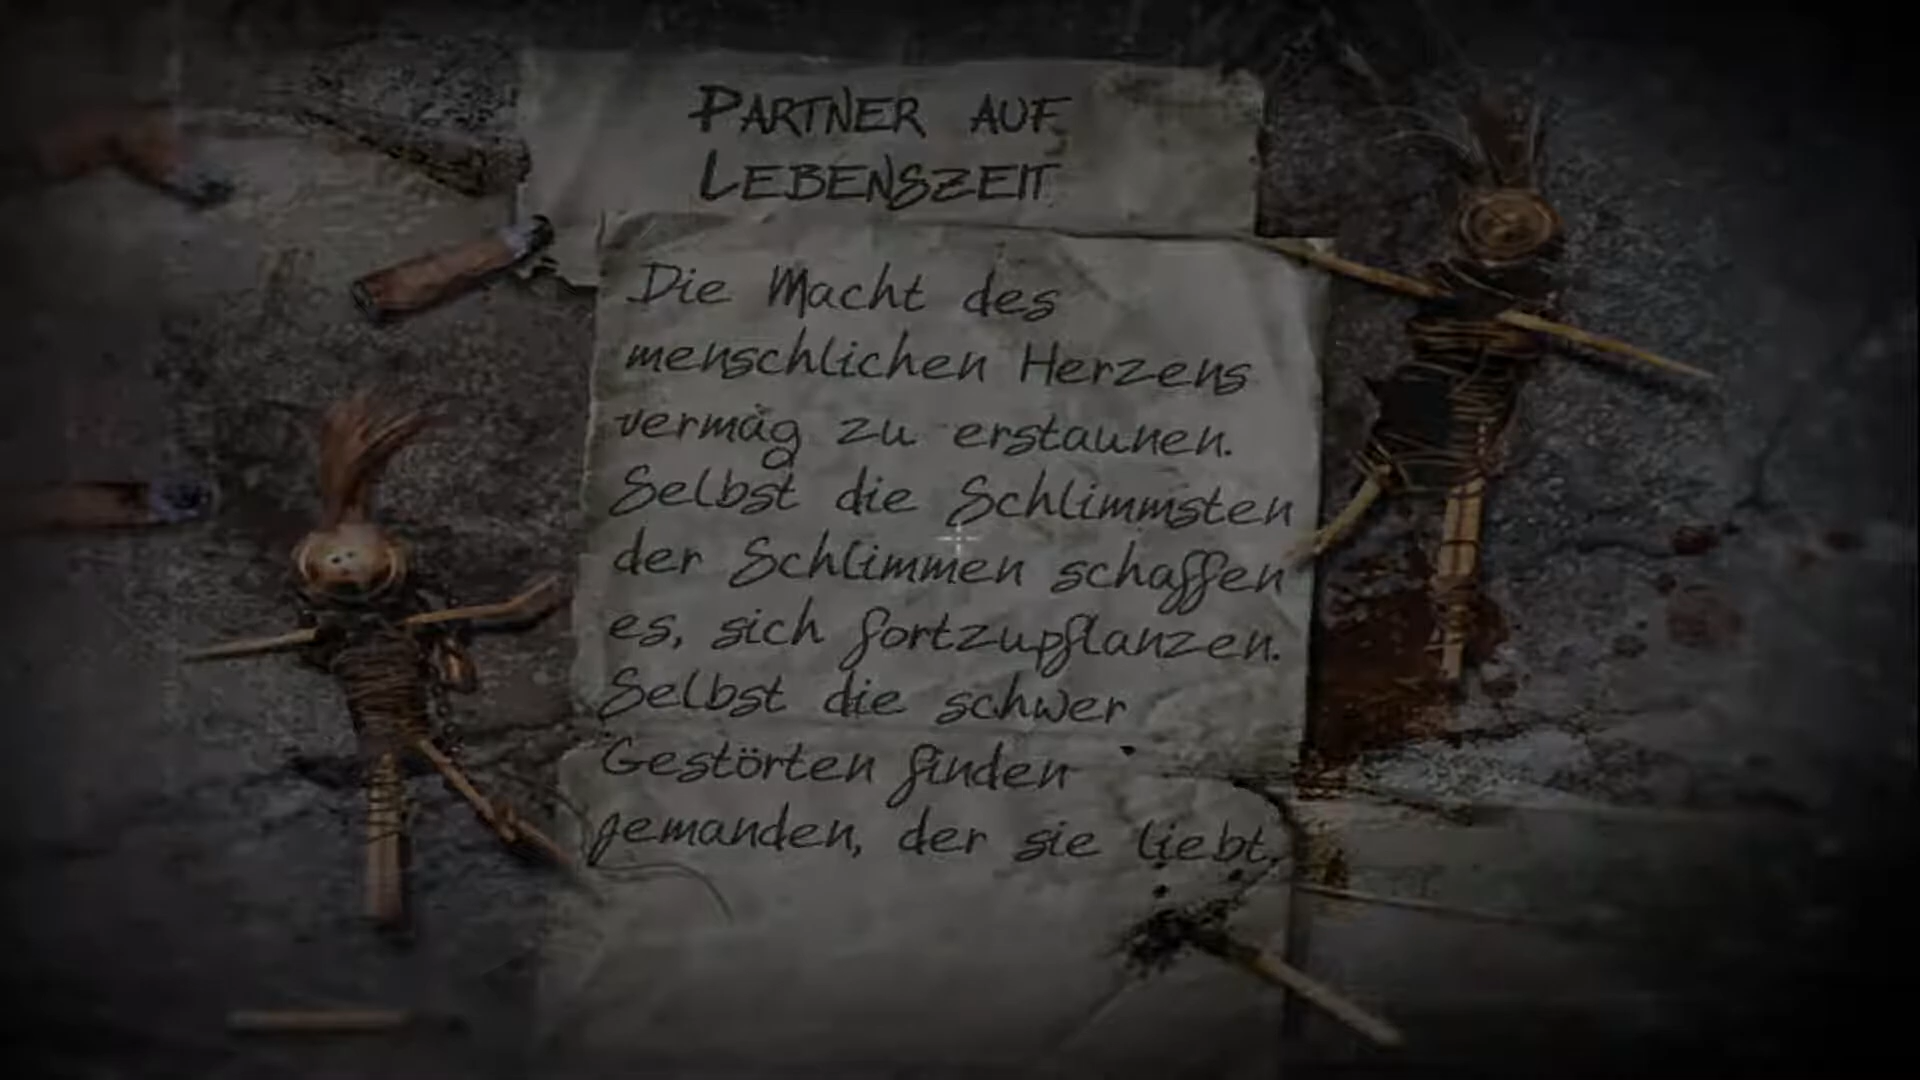 PARTNER AUF
LEBENSZEIT
Die Macht des
menschlichen Herzens
vermag zu erstaunen.
Selbst die Schlimmsten
der Schlimmen schaffen
es, sich fortzupflanzen.
Selbst die schwer
Gestörten finden
jemanden, der sie liebt.